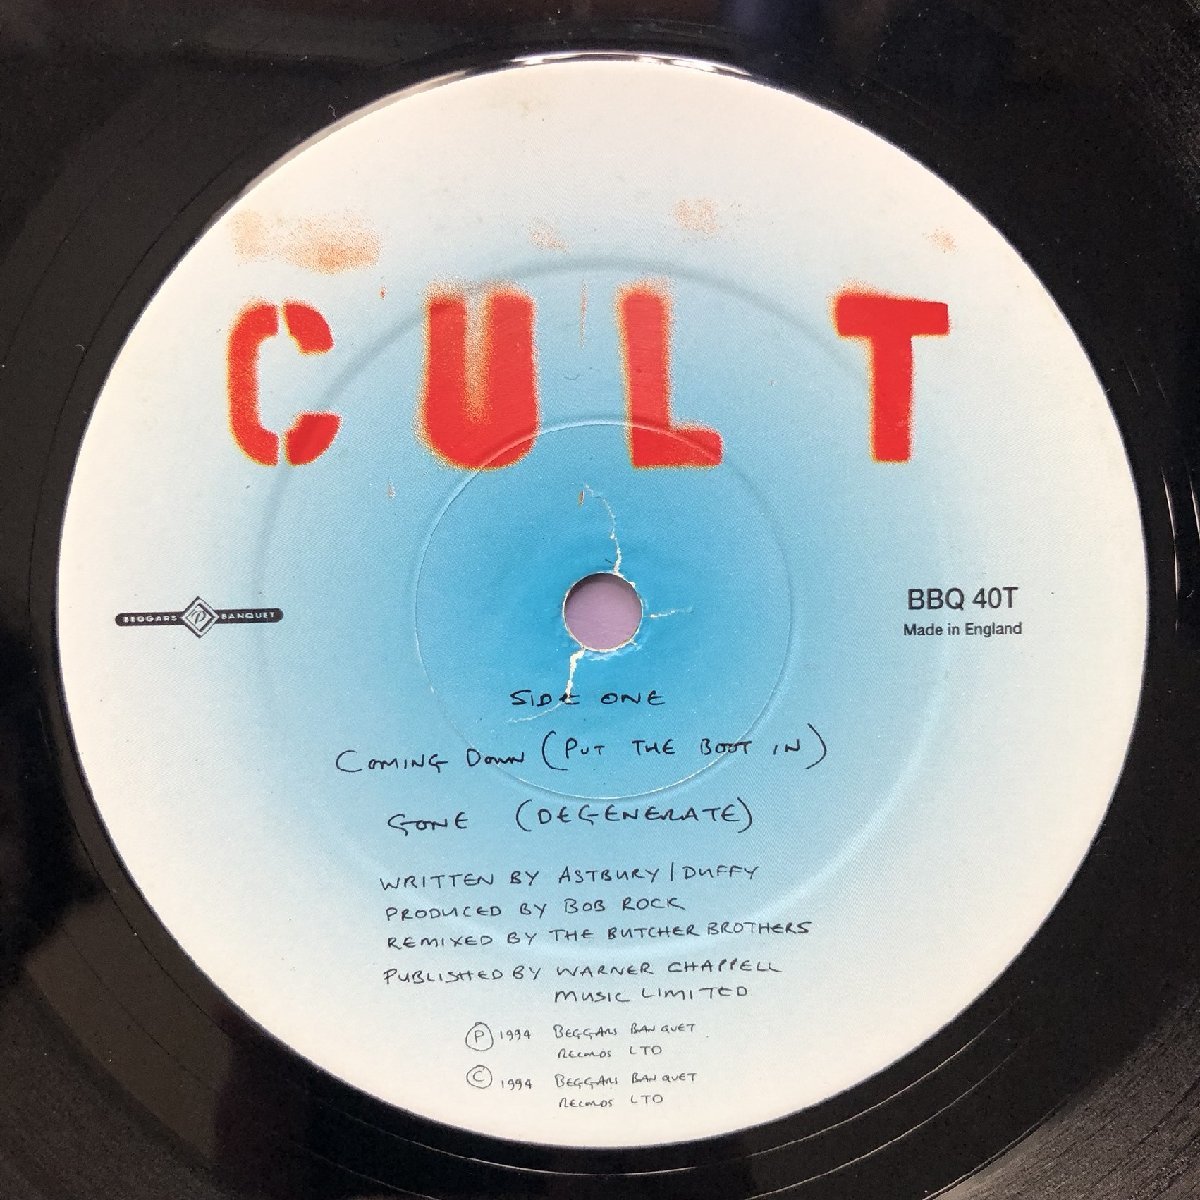 CULT
BEGGARS BANQUET
BBQ 40T
Made in England
SIDE ONE
COMING DOWN (PUT THE BOOT IN)
GONE (DEGENERATE)
WRITTEN BY ASTBURY/DUFFY
PRODUCED BY BOB ROCK
REMIXED BY THE BUTCHER BROTHERS
PUBLISHED BY WARNER CHAPPELL
MUSIC LIMITED
Ⓟ 1994 BEGGARS BANQUET
RECORDS LTD
© 1994 BEGGARS BANQUET
RECORDS LTD